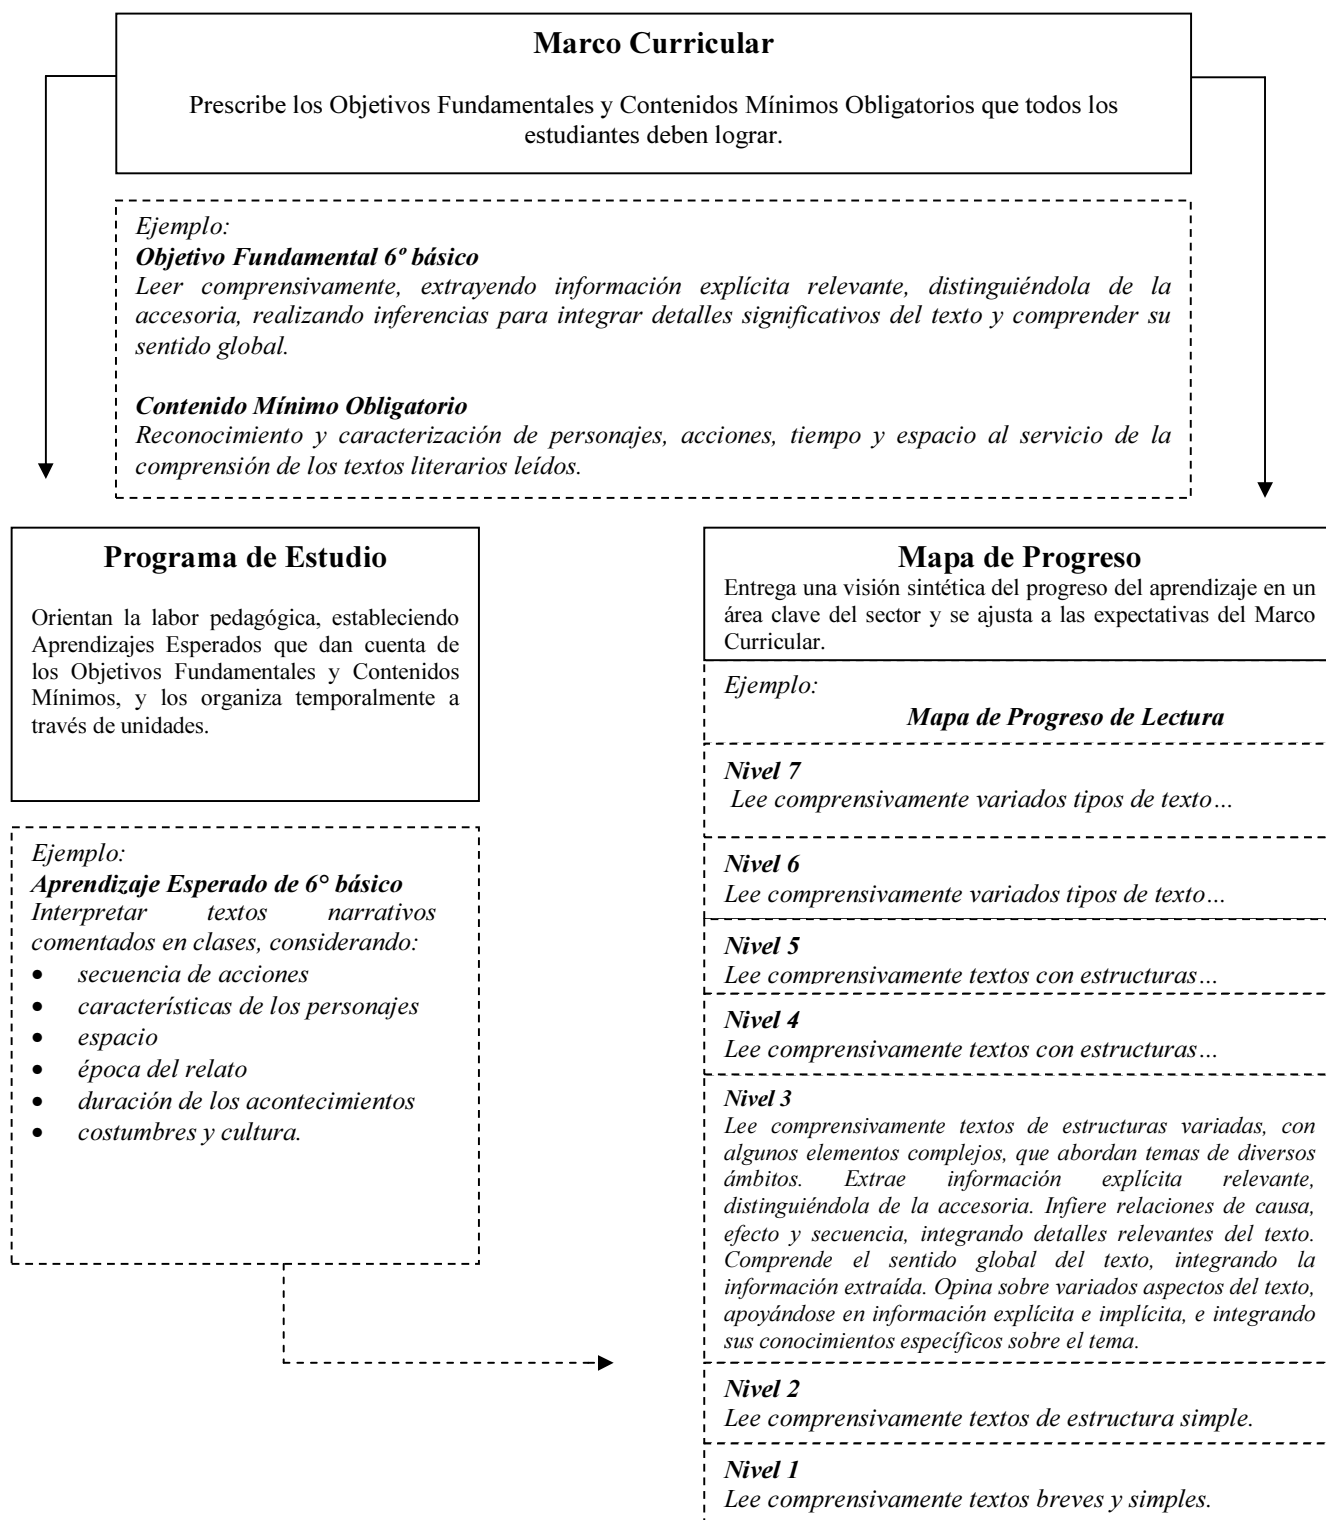 Marco Curricular
Prescribe los Objetivos Fundamentales y Contenidos Mínimos Obligatorios que todos los
estudiantes deben lograr.
Ejemplo:
Objetivo Fundamental 6º básico
Leer comprensivamente, extrayendo información explícita relevante, distinguiéndola de la
accesoria, realizando inferencias para integrar detalles significativos del texto y comprender su
sentido global.
Contenido Mínimo Obligatorio
Reconocimiento y caracterización de personajes, acciones, tiempo y espacio al servicio de la
comprensión de los textos literarios leídos.
Programa de Estudio
Orientan la labor pedagógica, estableciendo
Aprendizajes Esperados que dan cuenta de
los Objetivos Fundamentales y Contenidos
Mínimos, y los organiza temporalmente a
través de unidades.
Ejemplo:
Aprendizaje Esperado de 6° básico
Interpretar textos narrativos
comentados en clases, considerando:
• secuencia de acciones
• características de los personajes
• espacio
• época del relato
• duración de los acontecimientos
• costumbres y cultura.
Mapa de Progreso
Entrega una visión sintética del progreso del aprendizaje en un
área clave del sector y se ajusta a las expectativas del Marco
Curricular.
Ejemplo:
Mapa de Progreso de Lectura
Nivel 7
Lee comprensivamente variados tipos de texto…
Nivel 6
Lee comprensivamente variados tipos de texto…
Nivel 5
Lee comprensivamente textos con estructuras…
Nivel 4
Lee comprensivamente textos con estructuras…
Nivel 3
Lee comprensivamente textos de estructuras variadas, con
algunos elementos complejos, que abordan temas de diversos
ámbitos. Extrae información explícita relevante,
distinguiéndola de la accesoria. Infiere relaciones de causa,
efecto y secuencia, integrando detalles relevantes del texto.
Comprende el sentido global del texto, integrando la
información extraída. Opina sobre variados aspectos del texto,
apoyándose en información explícita e implícita, e integrando
sus conocimientos específicos sobre el tema.
Nivel 2
Lee comprensivamente textos de estructura simple.
Nivel 1
Lee comprensivamente textos breves y simples.